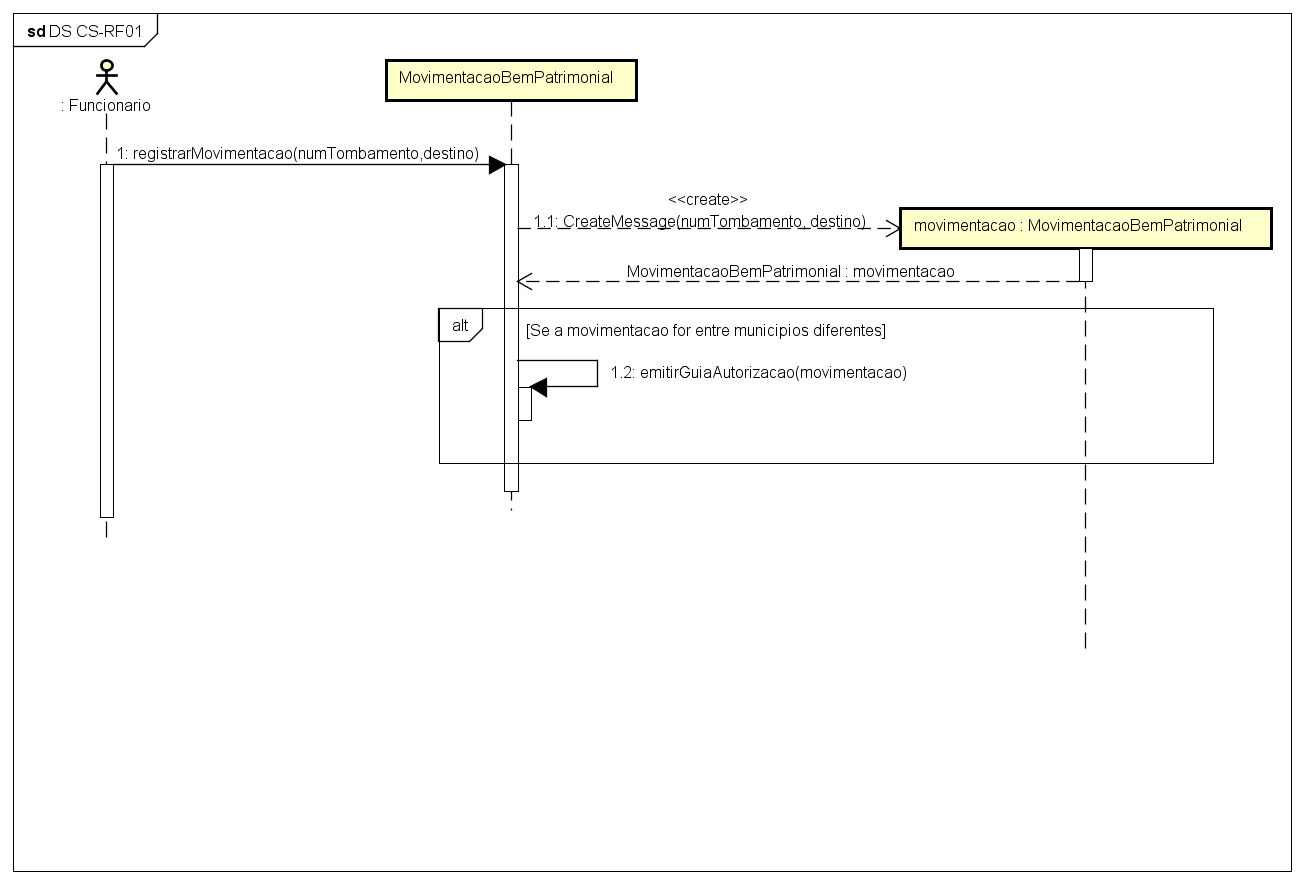 sd DS CS-RF01
: Funcionario
MovimentacaoBemPatrimonial
1: registrarMovimentacao(numTombamento,destino)
<<create>>
1.1: CreateMessage(numTombamento, destino)
movimentacao : MovimentacaoBemPatrimonial
MovimentacaoBemPatrimonial : movimentacao
alt
[Se a movimentacao for entre municipios diferentes]
1.2: emitirGuiaAutorizacao(movimentacao)